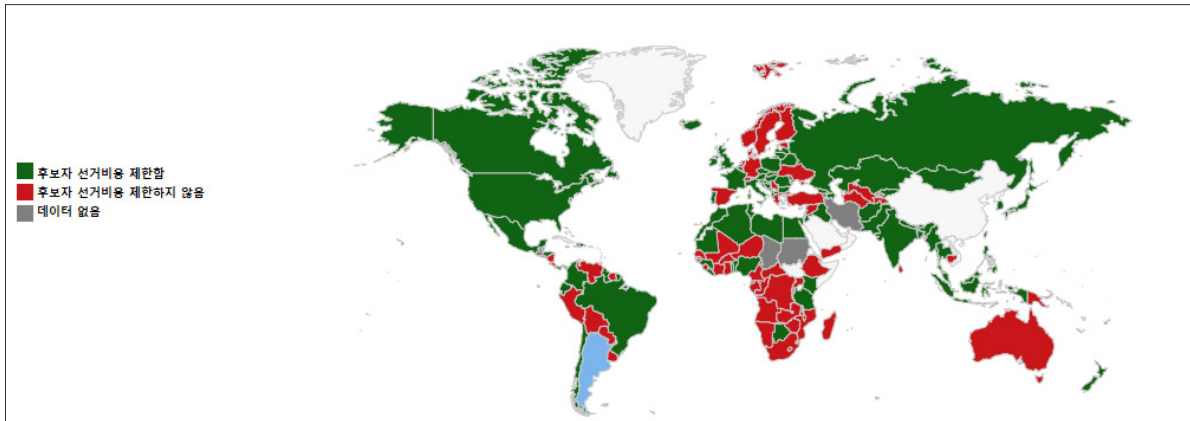 후보자 선거비용 제한함
후보자 선거비용 제한하지 않음
데이터 없음